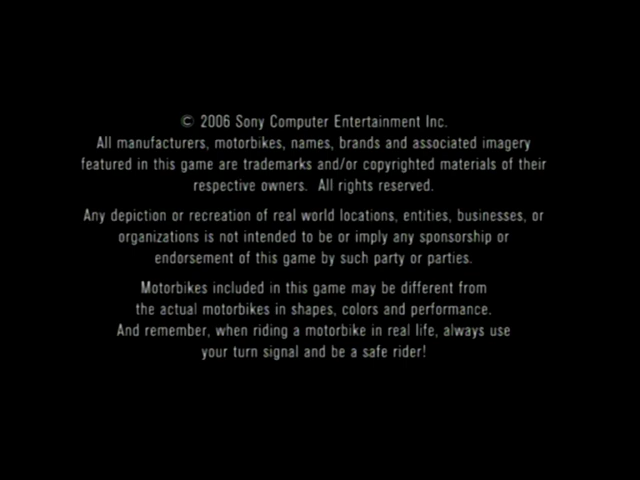 © 2006 Sony Computer Entertainment Inc.
All manufacturers, motorbikes, names, brands and associated imagery
featured in this game are trademarks and/or copyrighted materials of their
respective owners. All rights reserved.
Any depiction or recreation of real world locations, entities, businesses, or
organizations is not intended to be or imply any sponsorship or
endorsement of this game by such party or parties.
Motorbikes included in this game may be different from
the actual motorbikes in shapes, colors and performance.
And remember, when riding a motorbike in real life, always use
your turn signal and be a safe rider!